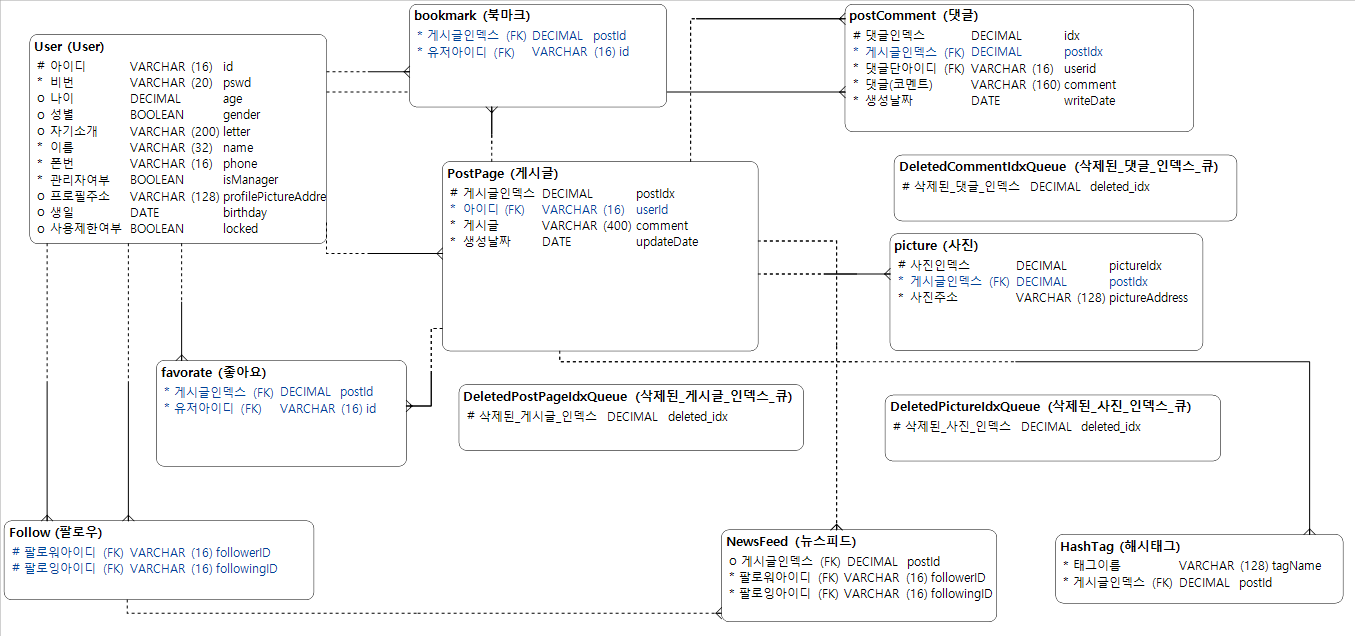 bookmark (북마크)
* 게시글인덱스 (FK) DECIMAL postId
* 유저아이디 (FK) VARCHAR (16) id
postComment (댓글)
# 댓글인덱스 DECIMAL idx
* 게시글인덱스 (FK) DECIMAL postIdx
* 댓글단아이디 (FK) VARCHAR (16) userid
* 댓글(코멘트) VARCHAR (160) comment
* 생성날짜 DATE writeDate
User (User)
# 아이디 VARCHAR (16) id
* 비번 VARCHAR (20) pswd
o 나이 DECIMAL age
o 성별 BOOLEAN gender
o 자기소개 VARCHAR (200) letter
* 이름 VARCHAR (32) name
* 폰번 VARCHAR (16) phone
* 관리자여부 BOOLEAN isManager
o 프로필주소 VARCHAR (128) profilePictureAddre
o 생일 DATE birthday
o 사용제한여부 BOOLEAN locked
PostPage (게시글)
# 게시글인덱스 DECIMAL postIdx
* 아이디 (FK) VARCHAR (16) userId
* 게시글 VARCHAR (400) comment
* 생성날짜 DATE updateDate
DeletedCommentIdxQueue (삭제된_댓글_인덱스_큐)
# 삭제된_댓글_인덱스 DECIMAL deleted_idx
picture (사진)
# 사진인덱스 DECIMAL pictureIdx
* 게시글인덱스 (FK) DECIMAL postIdx
* 사진주소 VARCHAR (128) pictureAddress
favorate (좋아요)
* 게시글인덱스 (FK) DECIMAL postId
* 유저아이디 (FK) VARCHAR (16) id
DeletedPostPageIdxQueue (삭제된_게시글_인덱스_큐)
# 삭제된_게시글_인덱스 DECIMAL deleted_idx
DeletedPictureIdxQueue (삭제된_사진_인덱스_큐)
# 삭제된_사진_인덱스 DECIMAL deleted_idx
Follow (팔로우)
# 팔로워아이디 (FK) VARCHAR (16) followerID
# 팔로잉아이디 (FK) VARCHAR (16) followingID
NewsFeed (뉴스피드)
o 게시글인덱스 (FK) DECIMAL postId
* 팔로워아이디 (FK) VARCHAR (16) followerID
* 팔로잉아이디 (FK) VARCHAR (16) followingID
HashTag (해시태그)
* 태그이름 VARCHAR (128) tagName
* 게시글인덱스 (FK) DECIMAL postId